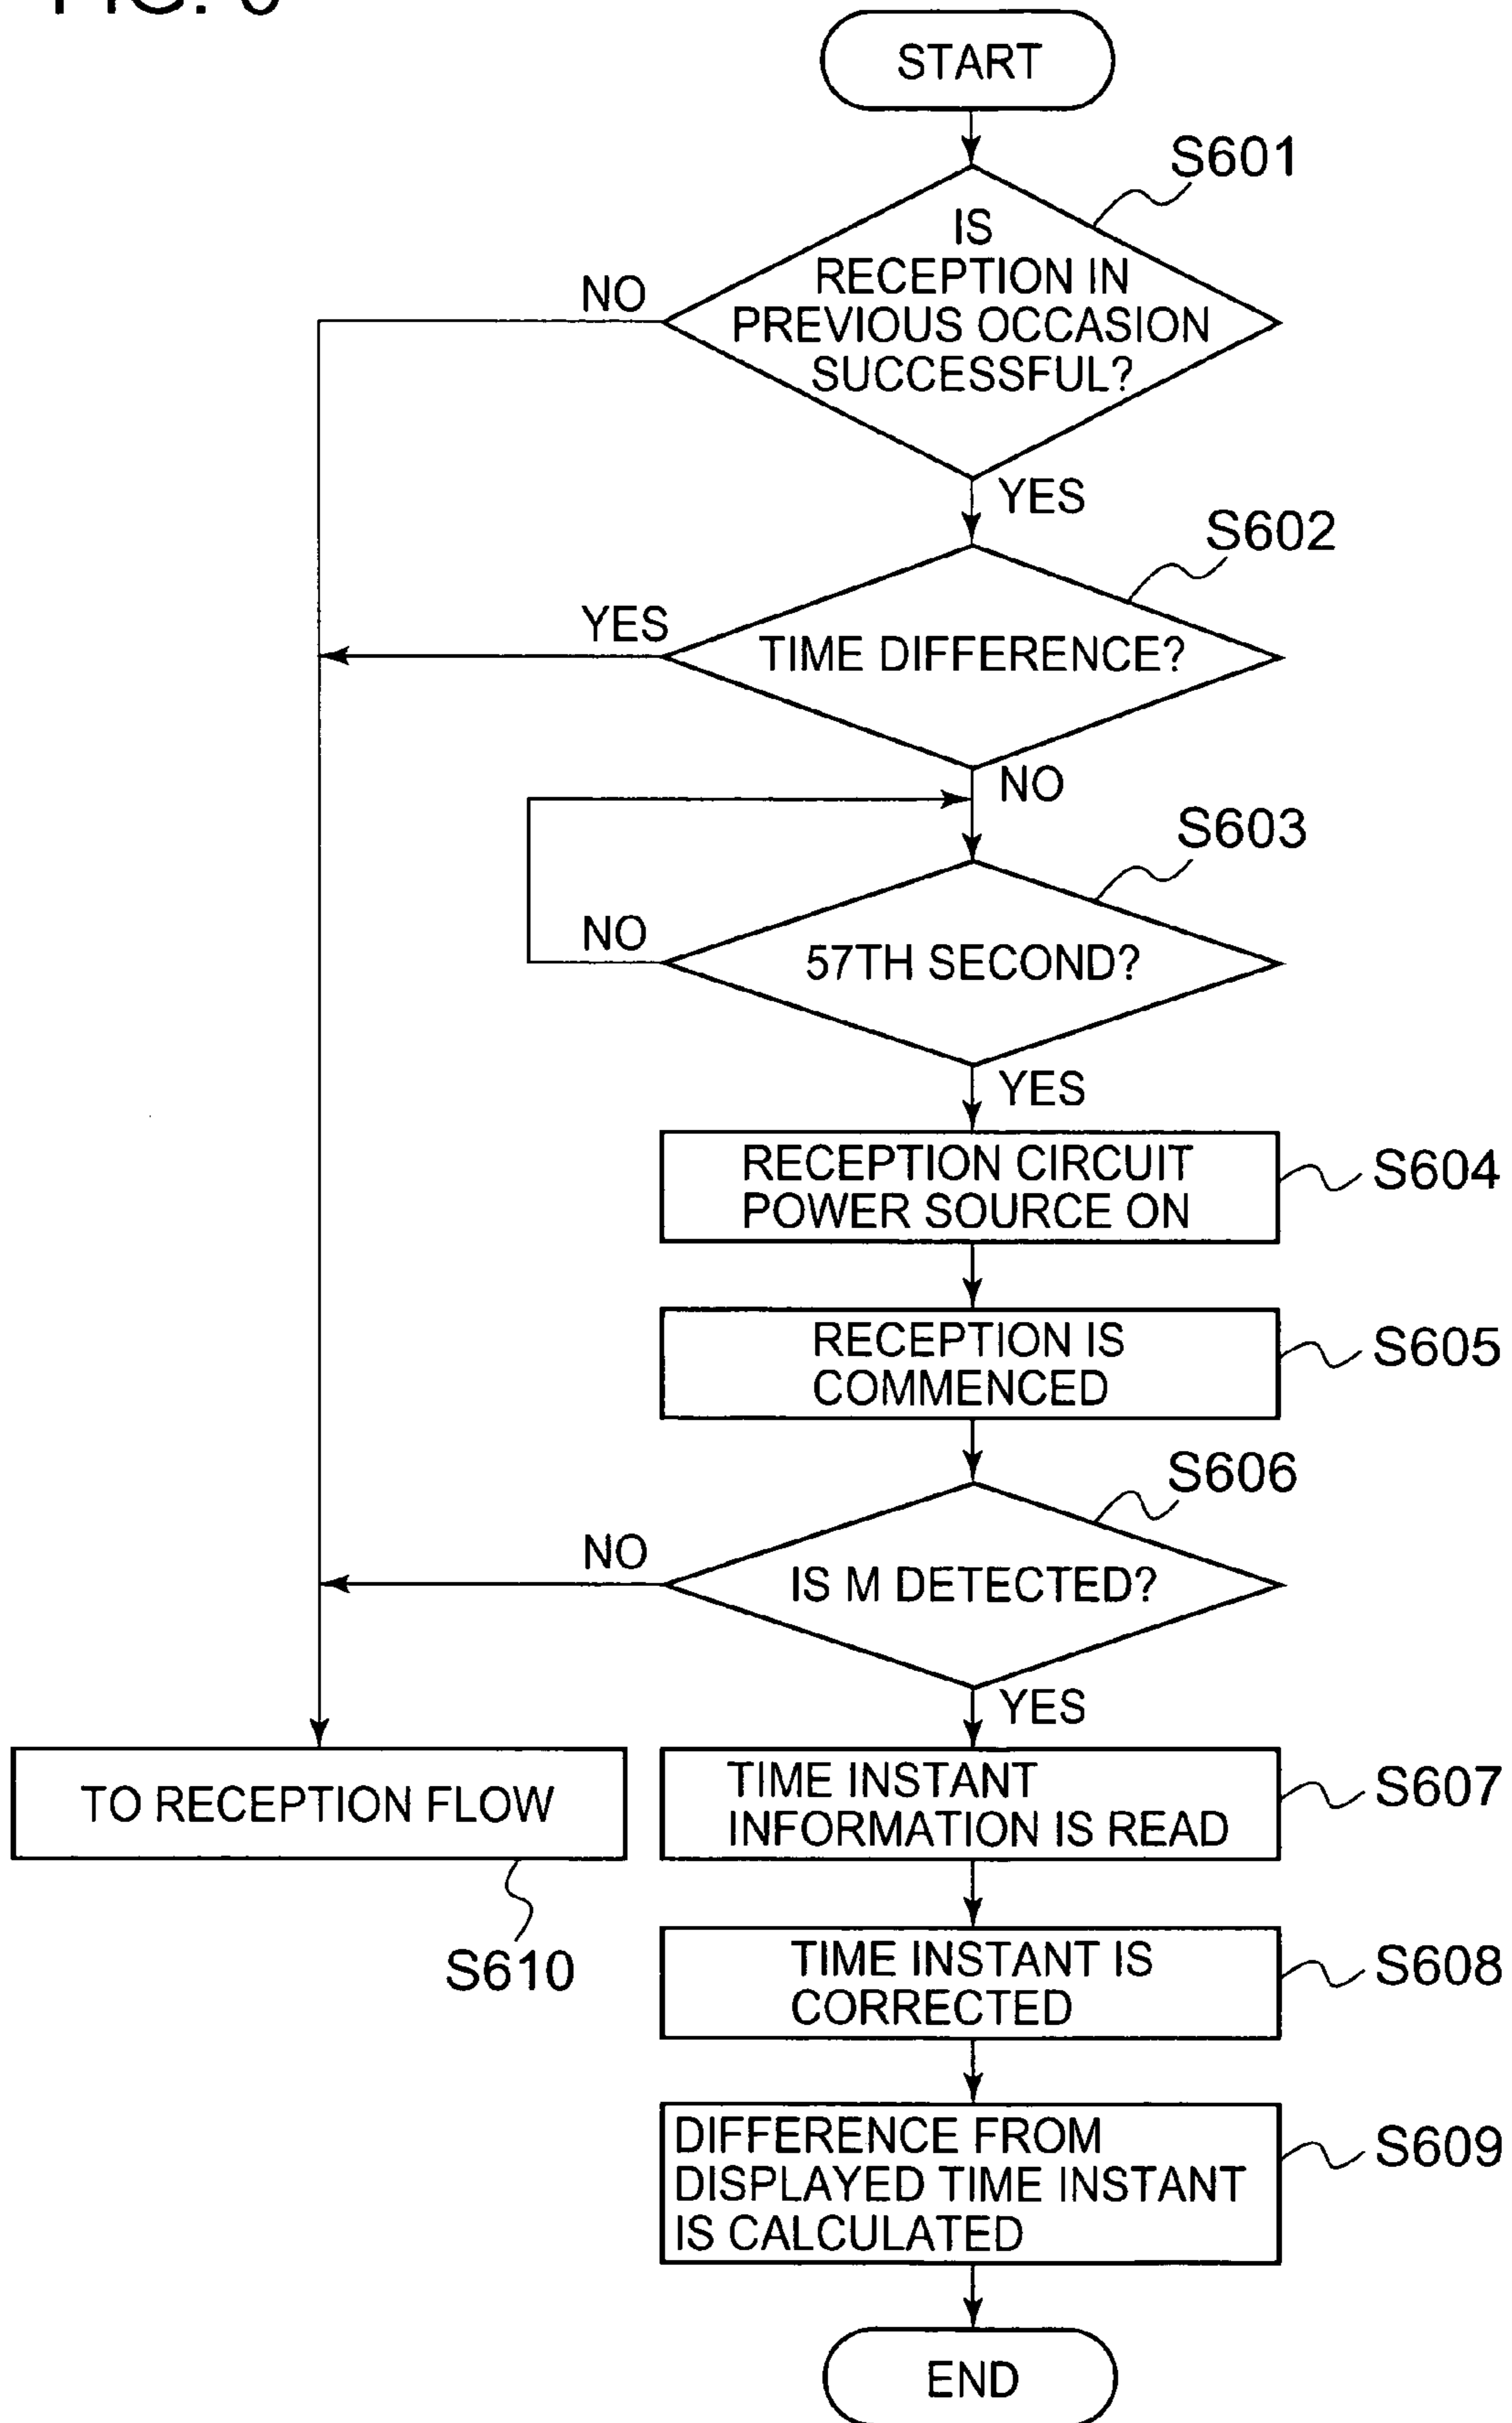 START
S601
IS
RECEPTION IN
PREVIOUS OCCASION
SUCCESSFUL?
NO
YES
S602
TIME DIFFERENCE?
YES
NO
S603
57TH SECOND?
NO
YES
RECEPTION CIRCUIT
POWER SOURCE ON
S604
RECEPTION IS
COMMENCED
S605
S606
IS M DETECTED?
NO
YES
TO RECEPTION FLOW
S610
TIME INSTANT
INFORMATION IS READ
S607
TIME INSTANT IS
CORRECTED
S608
DIFFERENCE FROM
DISPLAYED TIME INSTANT
IS CALCULATED
S609
END